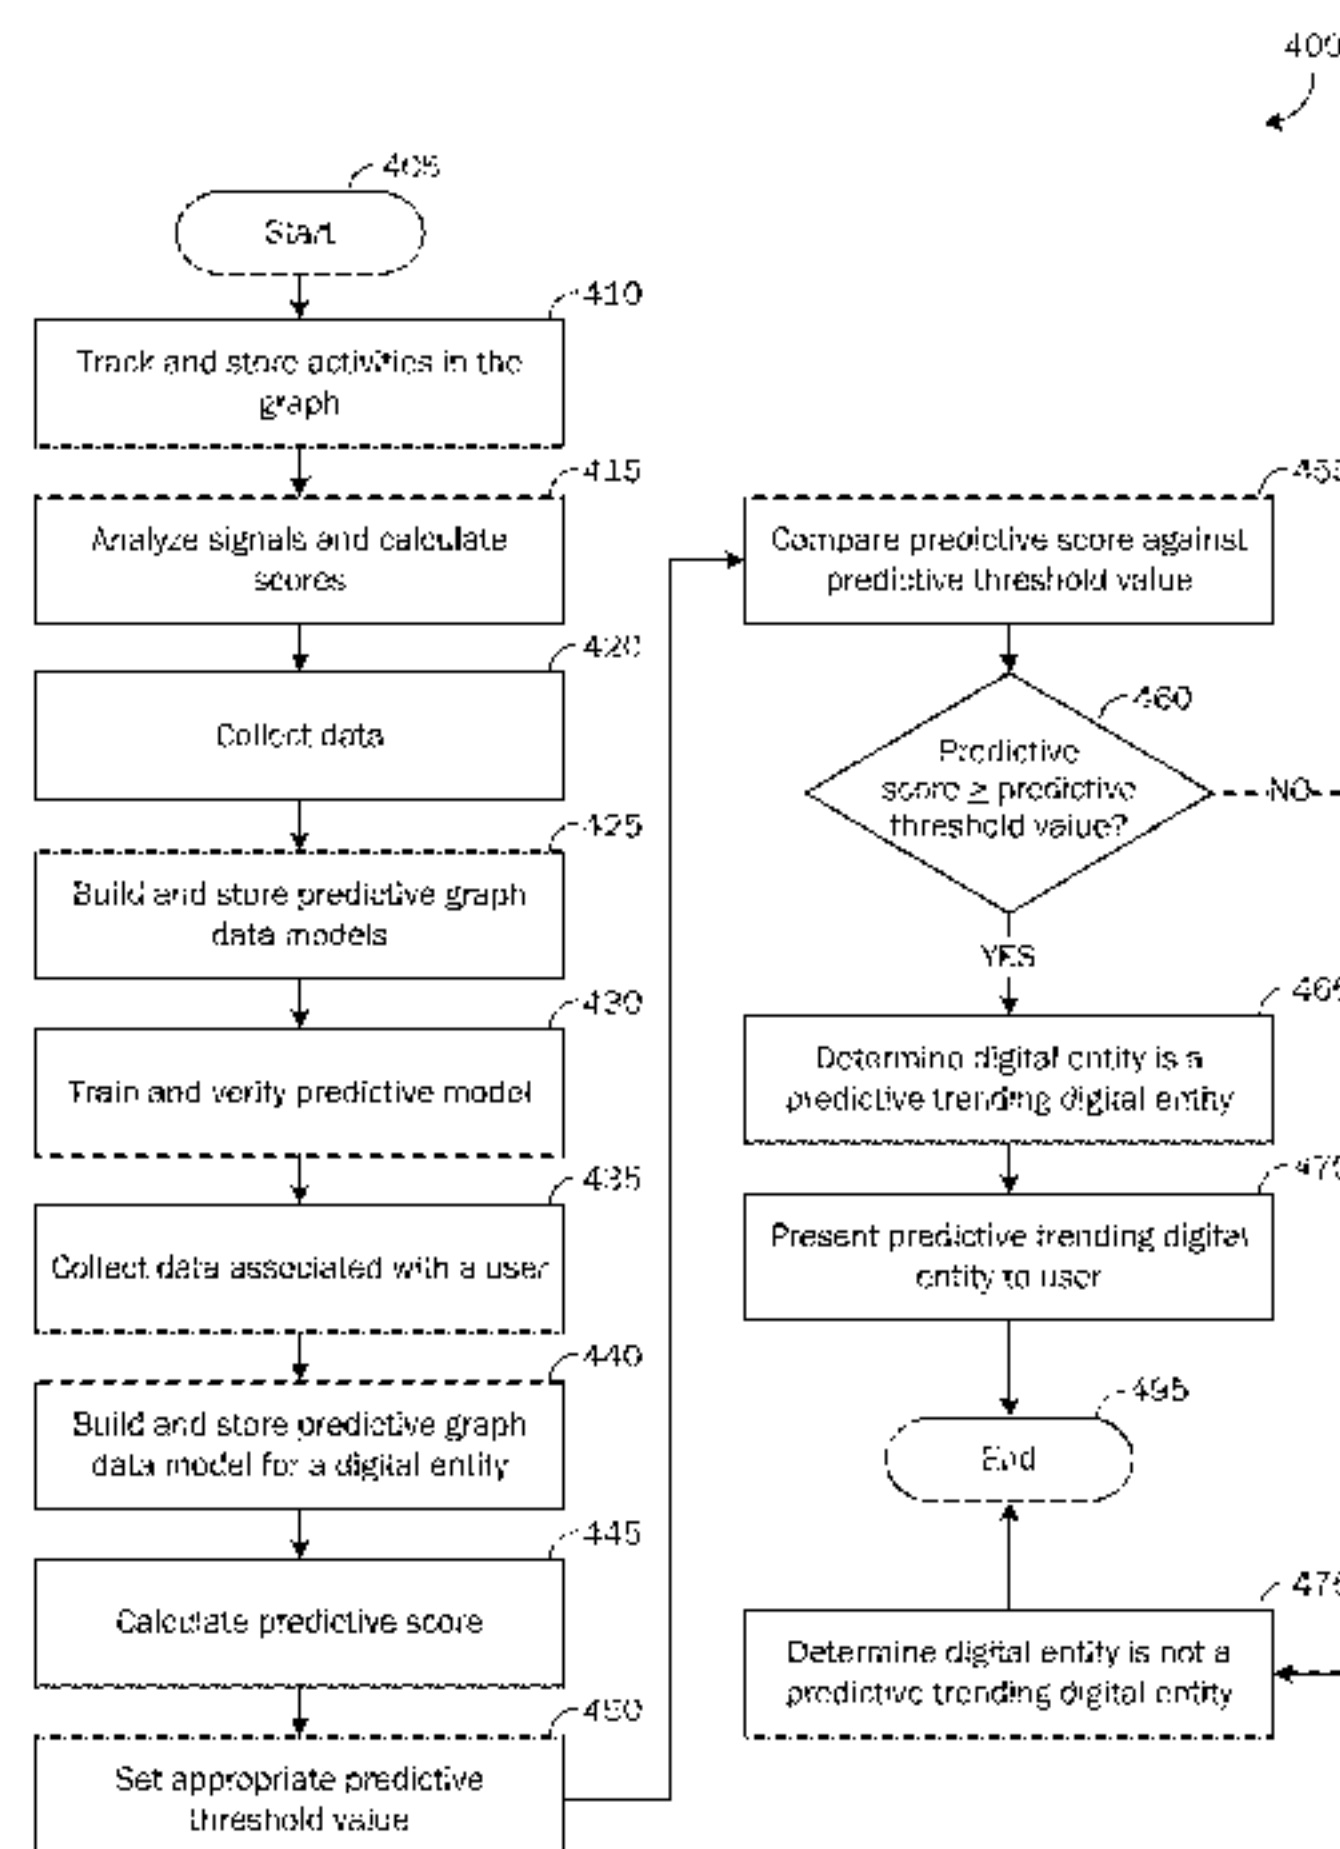 400
405
Start
410
Track and store activities in the
graph
415
Analyze signals and calculate
scores
420
Collect data
425
Build and store predictive graph
data models
430
Train and verify predictive model
435
Collect data associated with a user
440
Build and store predictive graph
data model for a digital entity
445
Calculate predictive score
450
Set appropriate predictive
threshold value
455
Compare predictive score against
predictive threshold value
460
Predictive
score ≥ predictive
threshold value?
NO
YES
465
Determine digital entity is a
predictive trending digital entity
Present predictive trending digital
entity to user
495
End
475
Determine digital entity is not a
predictive trending digital entity